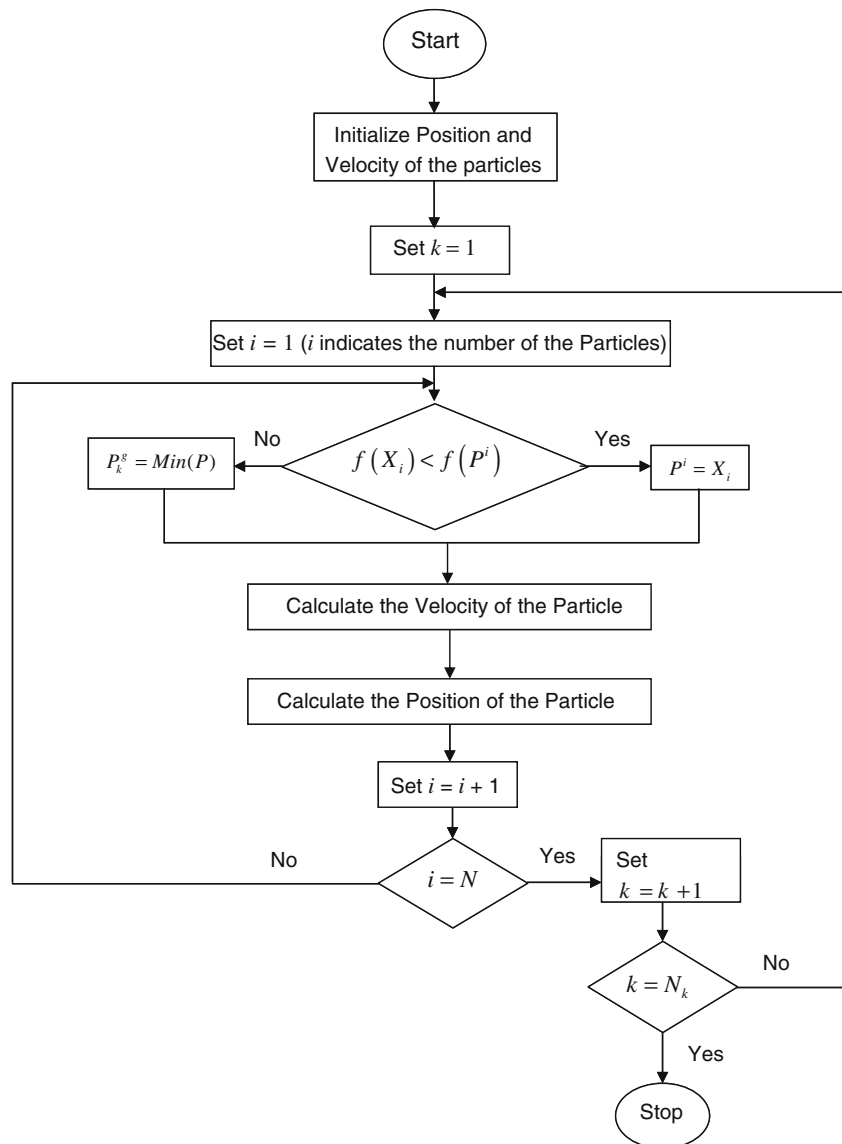 Start
Initialize Position and
Velocity of the particles
Set k = 1
Set i = 1 (i indicates the number of the Particles)
No
f(X_i) < f(P^i)
Yes
P_k^g = Min(P)
P^i = X_i
Calculate the Velocity of the Particle
Calculate the Position of the Particle
Set i = i + 1
No
i = N
Yes
Set
k = k +1
k = N_k
No
Yes
Stop